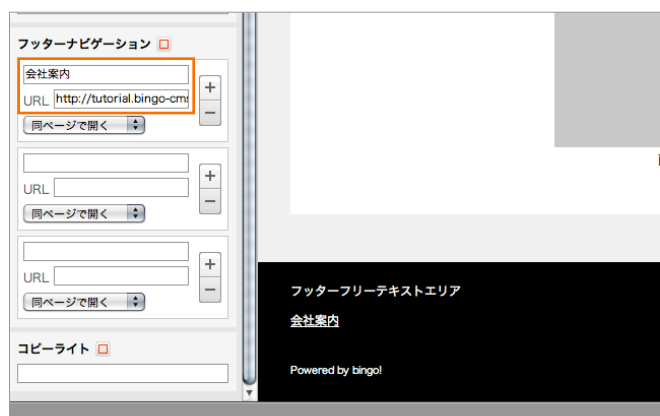 フッターナビゲーション
会社案内
URL http://tutorial.bingo-cms
同ページで開く
+
−
URL
同ページで開く
+
−
URL
同ページで開く
+
−
コピーライト
フッターフリーテキストエリア
会社案内
Powered by bingo!